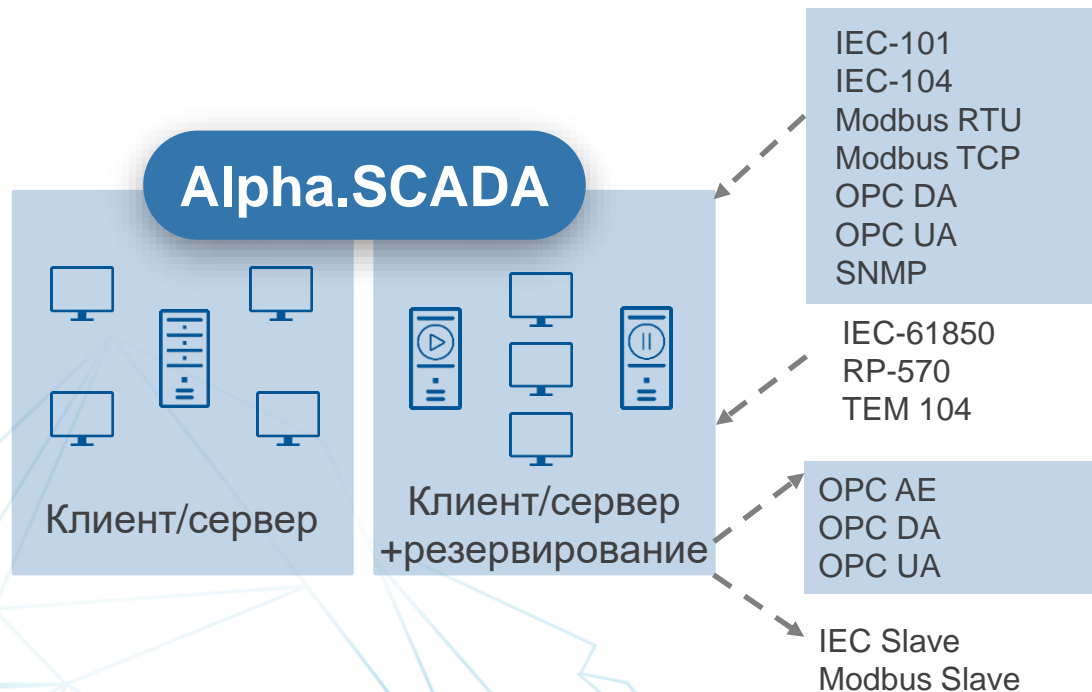 Alpha.SCADA
Клиент/сервер
Клиент/сервер
+резервирование
IEC-101
IEC-104
Modbus RTU
Modbus TCP
OPC DA
OPC UA
SNMP
IEC-61850
RP-570
TEM 104
OPC AE
OPC DA
OPC UA
IEC Slave
Modbus Slave